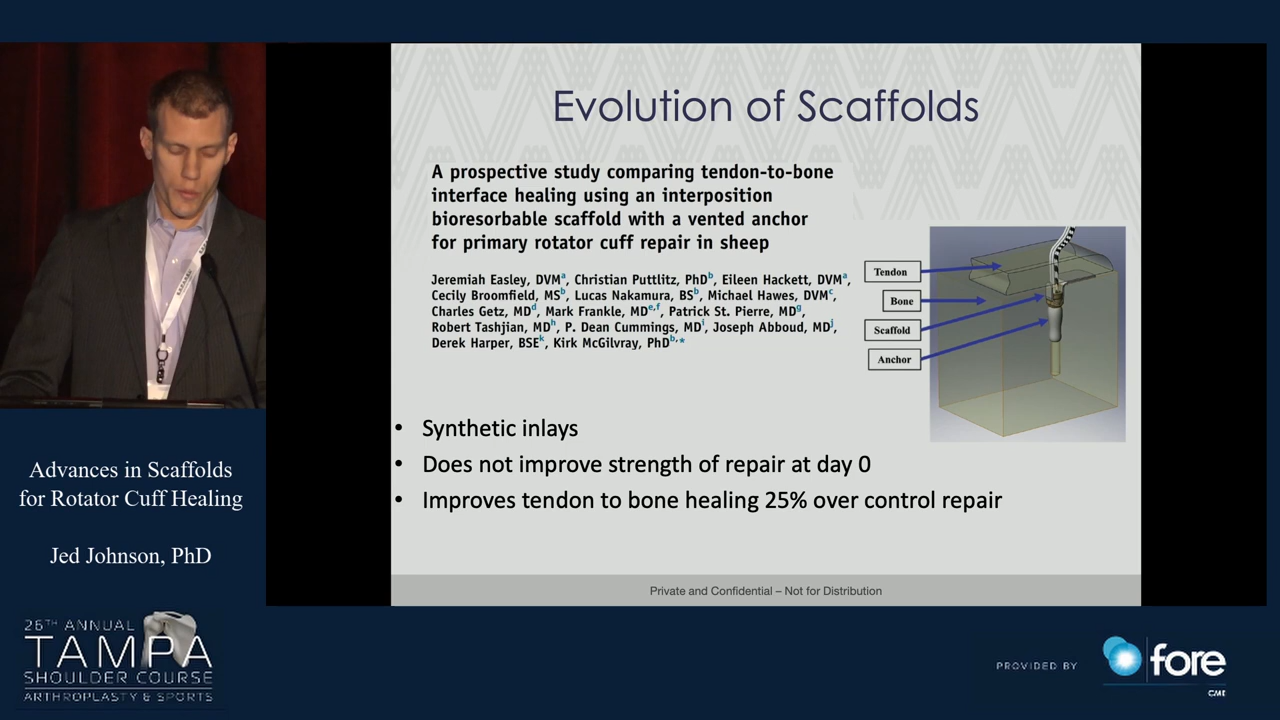 Evolution of Scaffolds
A prospective study comparing tendon-to-bone
interface healing using an interposition
bioresorbable scaffold with a vented anchor
for primary rotator cuff repair in sheep
Jeremiah Easley, DVMa, Christian Puttlitz, PhDb, Eileen Hackett, DVMa,
Cecily Broomfield, MSb, Lucas Nakamura, BSb, Michael Hawes, DVMc,
Charles Getz, MDd, Mark Frankle, MDe,f, Patrick St. Pierre, MDg,
Robert Tashjian, MDh, P. Dean Cummings, MDi, Joseph Abboud, MDj,
Derek Harper, BSEk, Kirk McGilvray, PhDb,*
Tendon
Bone
Scaffold
Anchor
• Synthetic inlays
• Does not improve strength of repair at day 0
• Improves tendon to bone healing 25% over control repair
Private and Confidential – Not for Distribution
Advances in Scaffolds
for Rotator Cuff Healing
Jed Johnson, PhD
26TH ANNUAL
TAMPA
SHOULDER COURSE
ARTHROPLASTY & SPORTS
PROVIDED BY
fore
CME